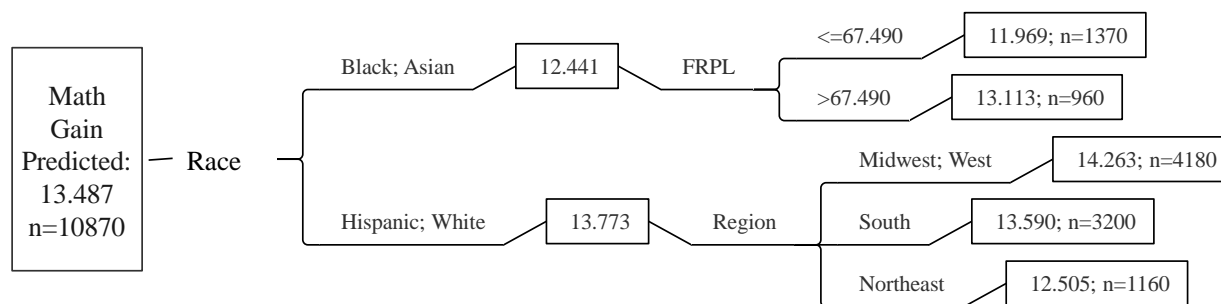 Math
Gain
Predicted:
13.487
n=10870
Race
Black; Asian
12.441
FRPL
<=67.490
11.969; n=1370
>67.490
13.113; n=960
Hispanic; White
13.773
Region
Midwest; West
14.263; n=4180
South
13.590; n=3200
Northeast
12.505; n=1160